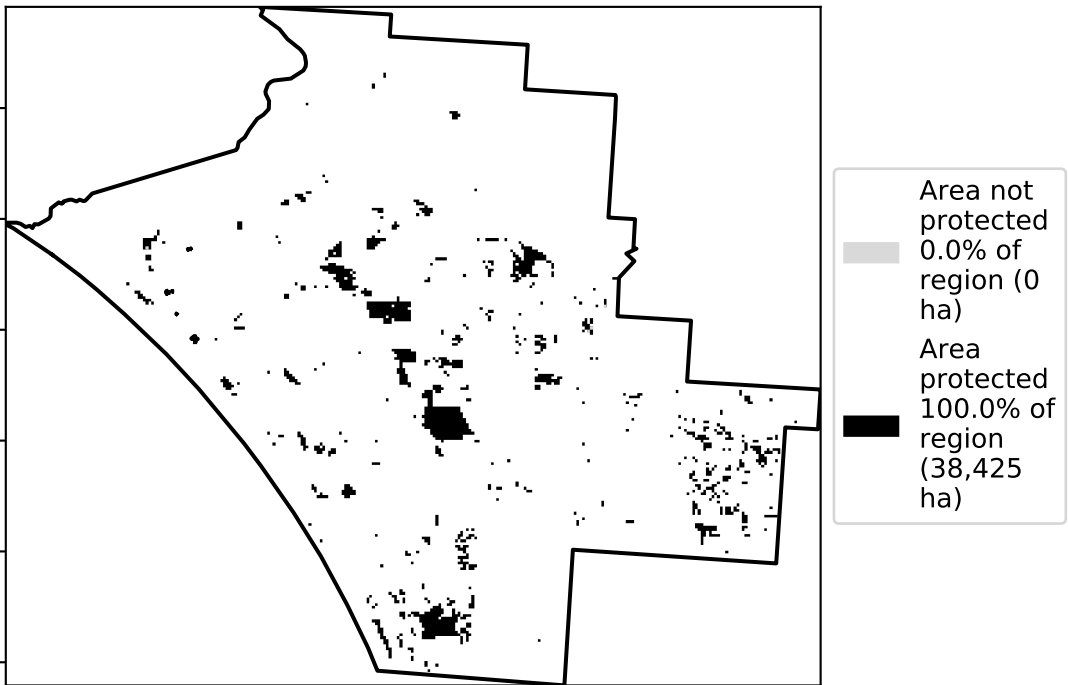 Area not
protected
0.0% of
region (0
ha)
Area
protected
100.0% of
region
(38,425
ha)